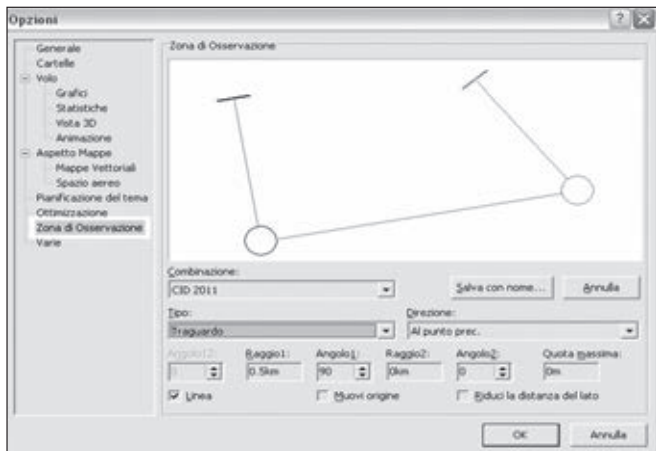 Opzioni
Generale
Cartelle
Volo
Grafici
Statistiche
Vista 3D
Animazione
Aspetto Mappe
Mappe Vettoriali
Spazio aereo
Pianificazione del tema
Ottimizzazione
Zona di Osservazione
Varie
Zona di Osservazione
Combinazione:
CID 2011
Salva con nome...
Annulla
Tipo:
Direzione:
Traguardo
Al punto prec.
Angolo12: Raggio1: Angolo1: Raggio2: Angolo2: Quota massima:
0.5km 90 0km 0 0m
Linea
Muovi origine
Riduci la distanza del lato
OK
Annulla